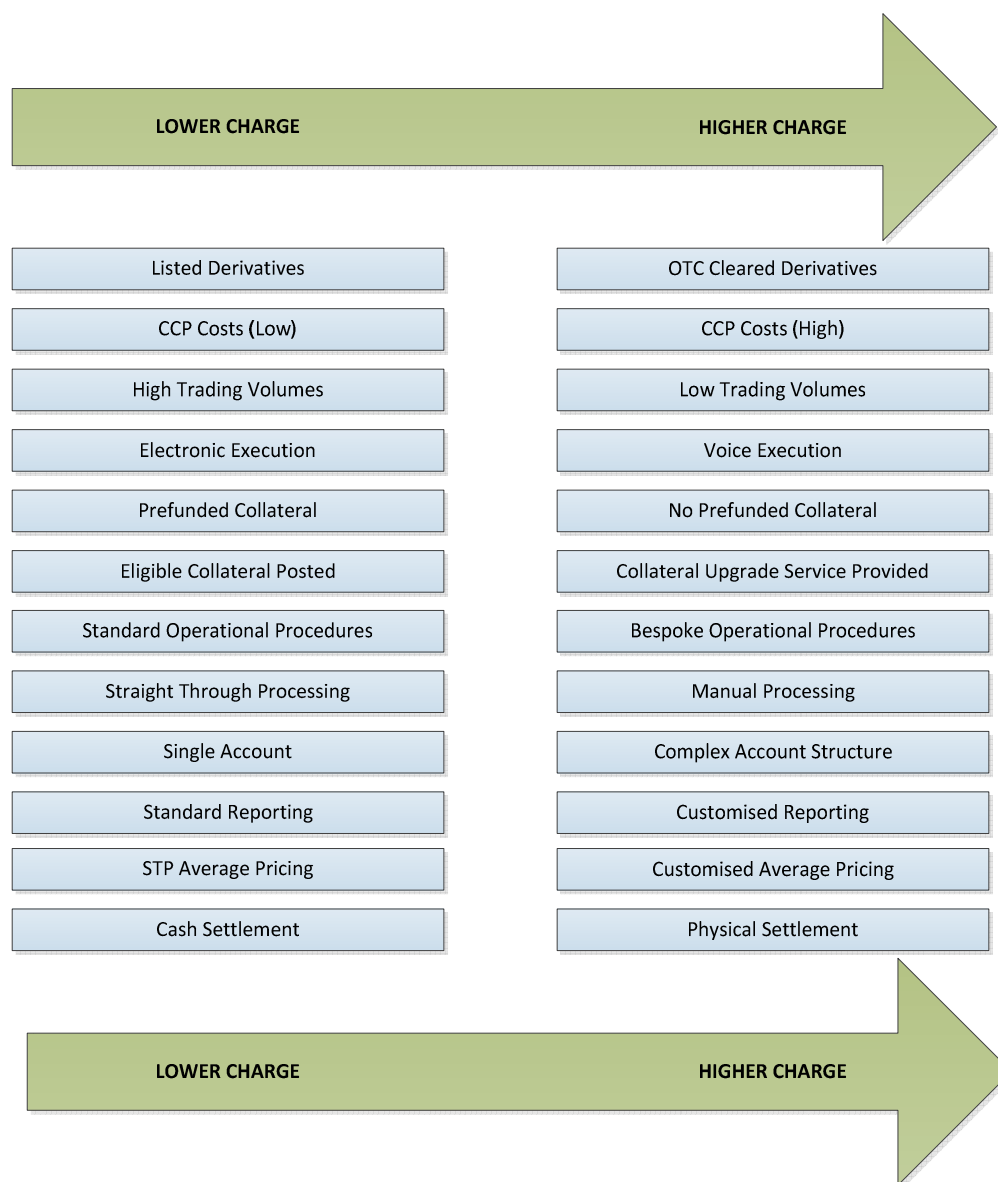 LOWER CHARGE
HIGHER CHARGE
Listed Derivatives
OTC Cleared Derivatives
CCP Costs (Low)
CCP Costs (High)
High Trading Volumes
Low Trading Volumes
Electronic Execution
Voice Execution
Prefunded Collateral
No Prefunded Collateral
Eligible Collateral Posted
Collateral Upgrade Service Provided
Standard Operational Procedures
Bespoke Operational Procedures
Straight Through Processing
Manual Processing
Single Account
Complex Account Structure
Standard Reporting
Customised Reporting
STP Average Pricing
Customised Average Pricing
Cash Settlement
Physical Settlement
LOWER CHARGE
HIGHER CHARGE